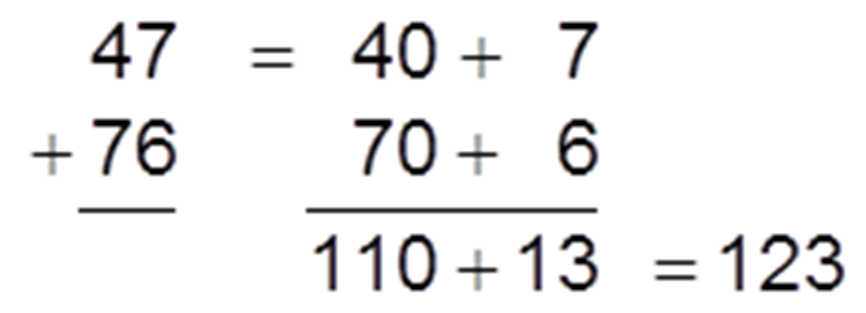 47 = 40 + 7
+ 76 70 + 6
110 + 13 = 123